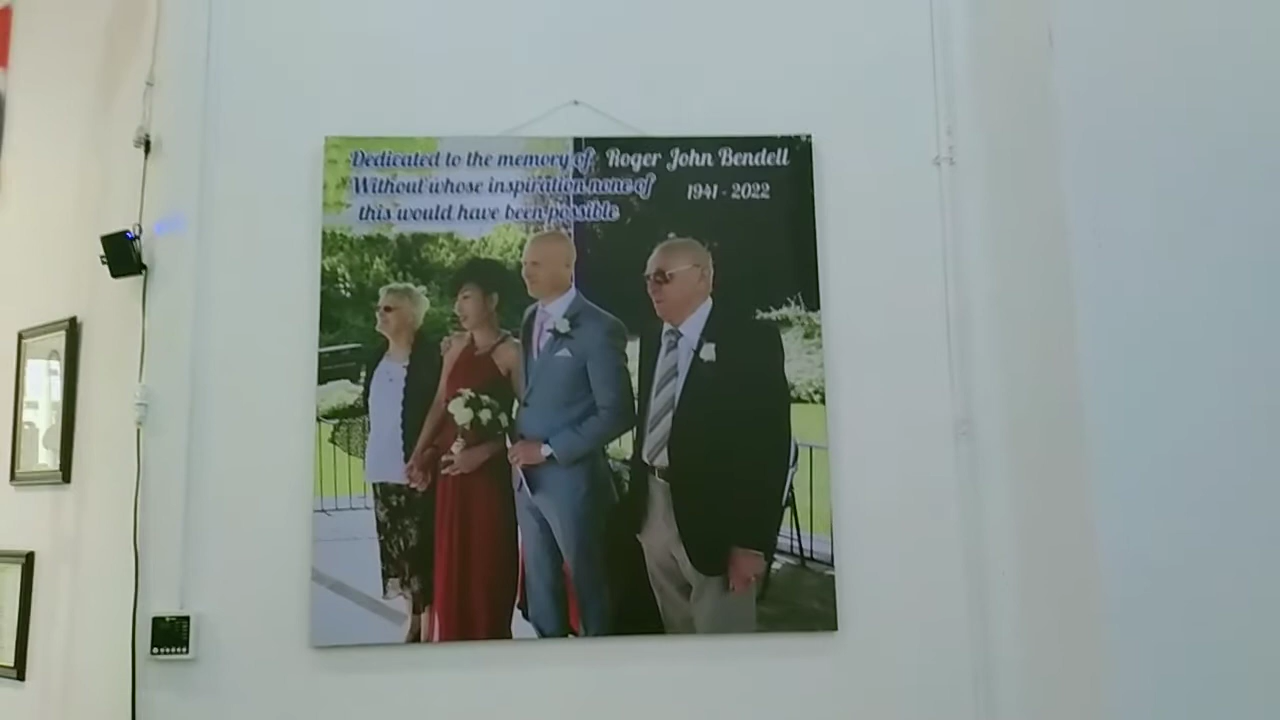 Dedicated to the memory of Roger John Bendell
Without whose inspiration none of
1941 - 2022
this would have been possible